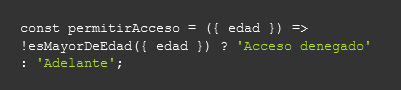 const permitirAcceso = ({ edad }) =>
!esMayorDeEdad({ edad }) ? 'Acceso denegado'
: 'Adelante';